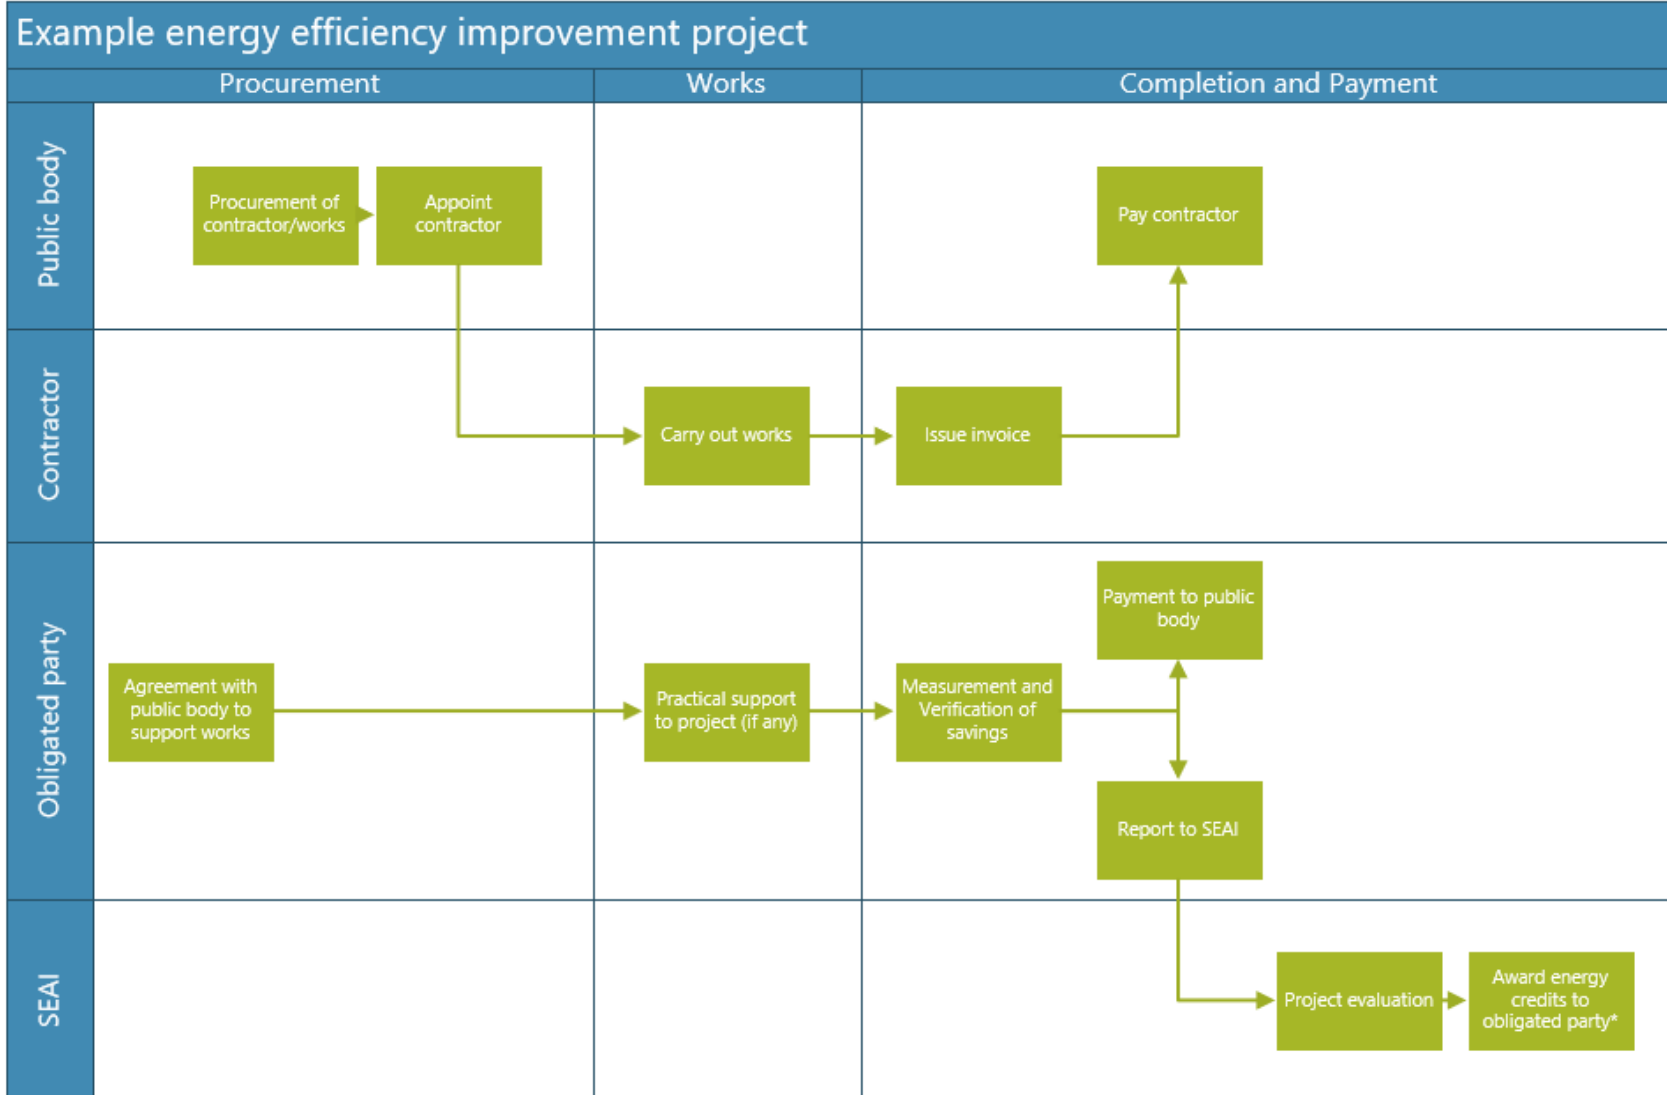 Example energy efficiency improvement project
Procurement
Works
Completion and Payment
Public body
Procurement of
contractor/works
Appoint
contractor
Pay contractor
Contractor
Carry out works
Issue invoice
Obligated party
Agreement with
public body to
support works
Practical support
to project (if any)
Measurement and
Verification of
savings
Payment to public
body
Report to SEAI
SEAI
Project evaluation
Award energy
credits to
obligated party*